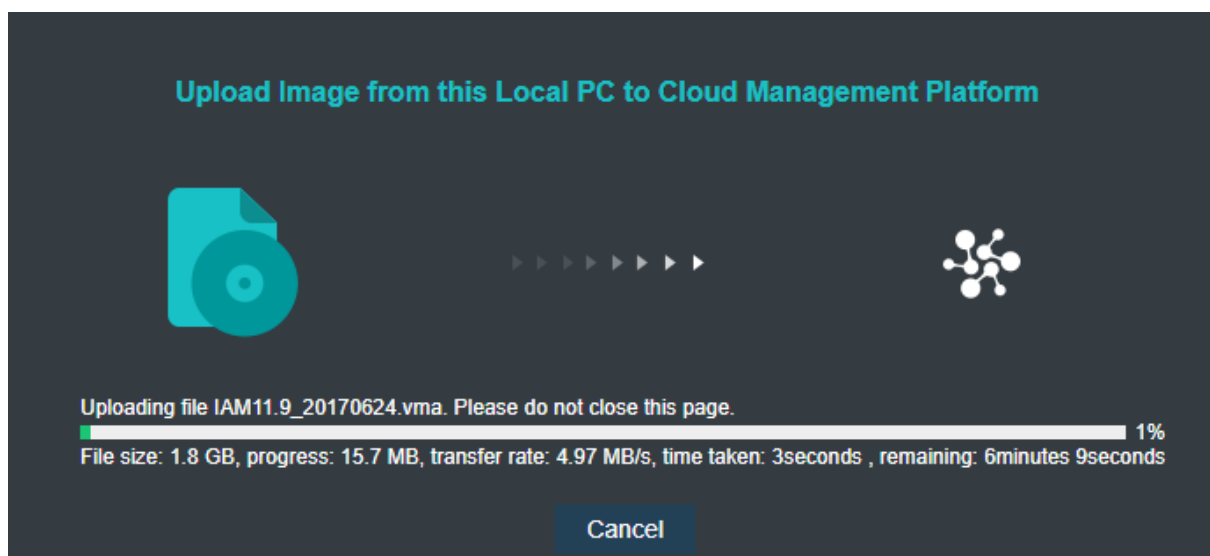 Upload Image from this Local PC to Cloud Management Platform
Uploading file IAM11.9_20170624.vma. Please do not close this page.
1%
File size: 1.8 GB, progress: 15.7 MB, transfer rate: 4.97 MB/s, time taken: 3seconds , remaining: 6minutes 9seconds
Cancel